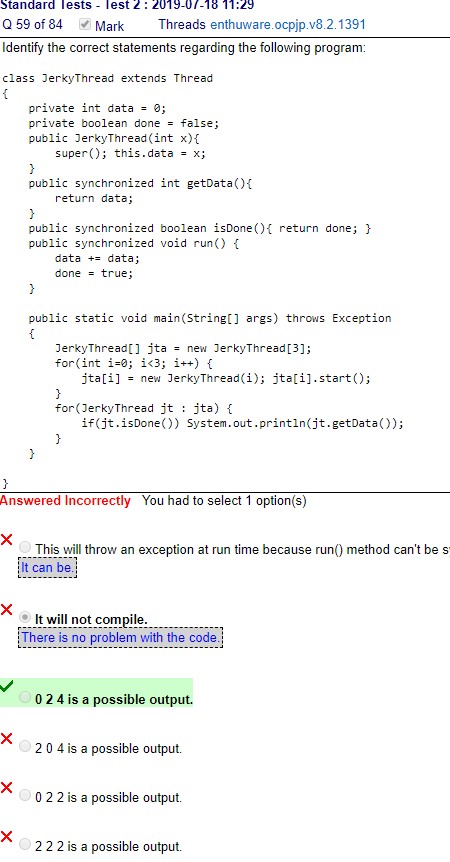 Standard Tests - Test 2 : 2019-07-18 11:29
Q 59 of 84 Mark Threads enthuware.ocpjp.v8.2.1391
Identify the correct statements regarding the following program:
class JerkyThread extends Thread
{
    private int data = 0;
    private boolean done = false;
    public JerkyThread(int x){
        super(); this.data = x;
    }
    public synchronized int getData(){
        return data;
    }
    public synchronized boolean isDone(){ return done; }
    public synchronized void run() {
        data += data;
        done = true;
    }
    public static void main(String[] args) throws Exception
    {
        JerkyThread[] jta = new JerkyThread[3];
        for(int i=0; i<3; i++) {
            jta[i] = new JerkyThread(i); jta[i].start();
        }
        for(JerkyThread jt : jta) {
            if(jt.isDone()) System.out.println(jt.getData());
        }
    }
}
Answered Incorrectly You had to select 1 option(s)
This will throw an exception at run time because run() method can't be s
It can be.
It will not compile.
There is no problem with the code.
0 2 4 is a possible output.
2 0 4 is a possible output.
0 2 2 is a possible output.
2 2 2 is a possible output.